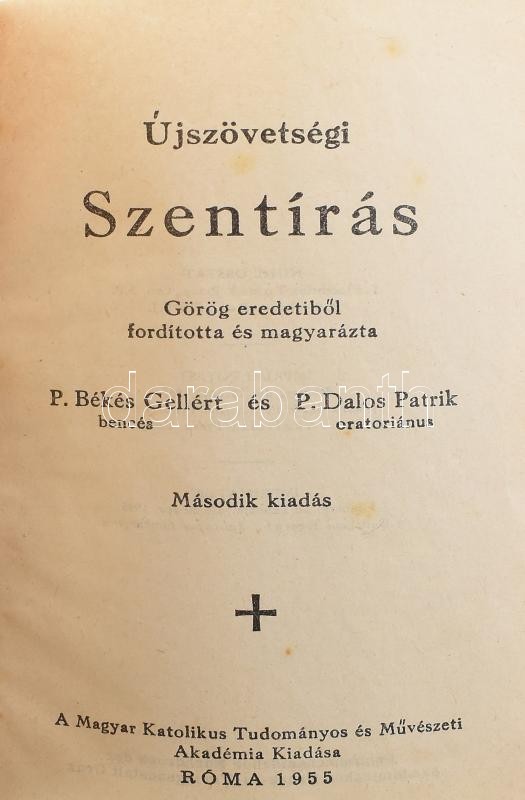 Újszövetségi
Szentírás
Görög eredetiből
fordította és magyarázta
P. Békés Gellért és P. Dalos Patrik
bencés oratoriánus
darabanth
Második kiadás
A Magyar Katolikus Tudományos és Művészeti
Akadémia Kiadása
RÓMA 1955